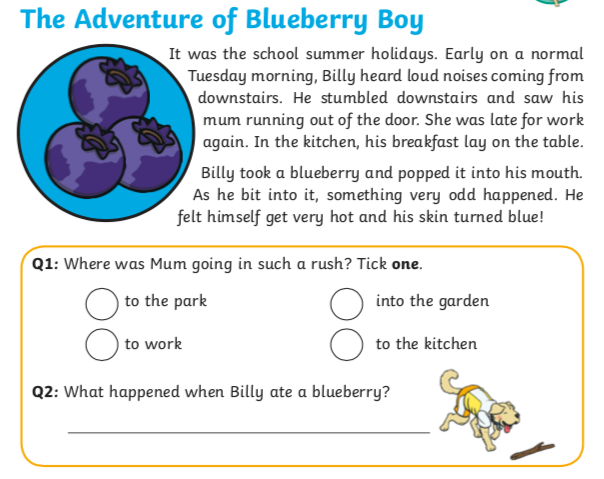 The Adventure of Blueberry Boy
It was the school summer holidays. Early on a normal
Tuesday morning, Billy heard loud noises coming from
downstairs. He stumbled downstairs and saw his
mum running out of the door. She was late for work
again. In the kitchen, his breakfast lay on the table.
Billy took a blueberry and popped it into his mouth.
As he bit into it, something very odd happened. He
felt himself get very hot and his skin turned blue!
Q1: Where was Mum going in such a rush? Tick one.
to the park
into the garden
to work
to the kitchen
Q2: What happened when Billy ate a blueberry?